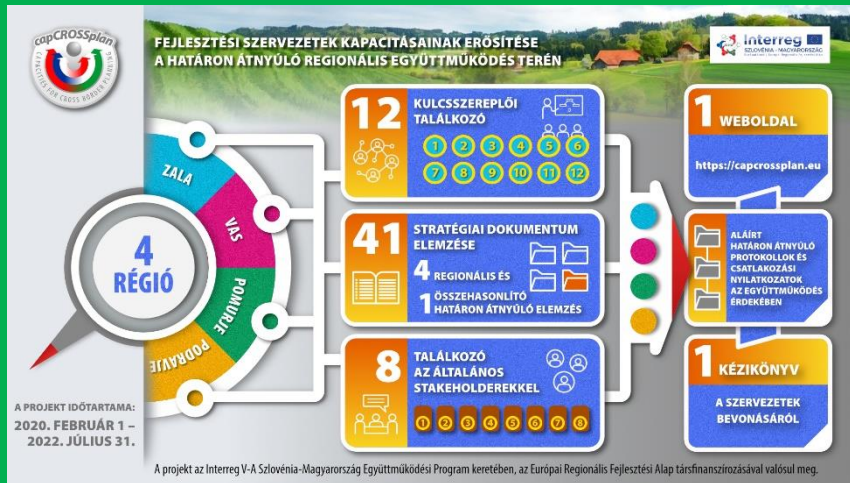 capCROSSplan
CAPACITIES FOR CROSS-BORDER PLANNING
FEJLESZTÉSI SZERVEZETEK KAPACITÁSAINAK ERŐSÍTÉSE
A HATÁRON ÁTNYÚLÓ REGIONÁLIS EGYÜTTMŰKÖDÉS TERÉN
Interreg
SZLOVÉNIA - MAGYARORSZÁG
ZALA
VAS
POMURJE
PODRAVJE
4
RÉGIÓ
A PROJEKT IDŐTARTAMA:
2020. FEBRUÁR 1 –
2022. JÚLIUS 31.
12
KULCSSZEREPLŐI
TALÁLKOZÓ
1 2 3 4 5 6
7 8 9 10 11 12
41
STRATÉGIAI DOKUMENTUM
ELEMZÉSE
4 REGIONÁLIS ÉS
1 ÖSSZEHASONLÍTÓ
HATÁRON ÁTNYÚLÓ ELEMZÉS
8
TALÁLKOZÓ
AZ ÁLTALÁNOS
STAKEHOLDEREKKEL
1 2 3 4 5 6 7 8
1 WEBOLDAL
https://capcrossplan.eu
ALÁÍRT
HATÁRON ÁTNYÚLÓ
PROTOKOLLOK ÉS
CSATLAKOZÁSI
NYILATKOZATOK
AZ EGYÜTTMŰKÖDÉS
ÉRDEKÉBEN
1 KÉZIKÖNYV
A SZERVEZETEK
BEVONÁSÁRÓL
A projekt az Interreg V-A Szlovénia-Magyarország Együttműködési Program keretében, az Európai Regionális Fejlesztési Alap társfinanszírozásával valósul meg.